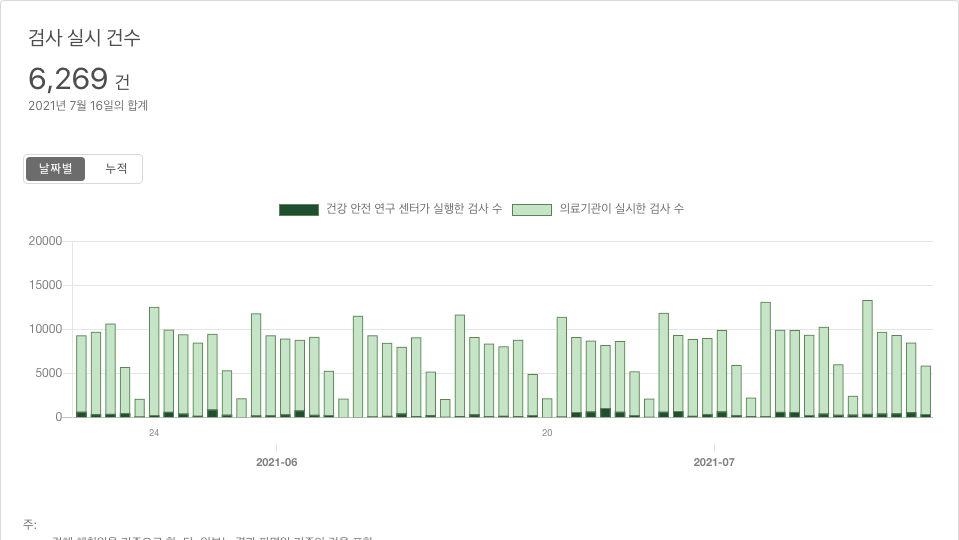 검사 실시 건수
6,269 건
2021년 7월 16일의 합계
날짜별 누적
건강 안전 연구 센터가 실행한 검사 수 의료기관이 실시한 검사 수
20000
15000
10000
5000
0
24 20
2021-06 2021-07
주: